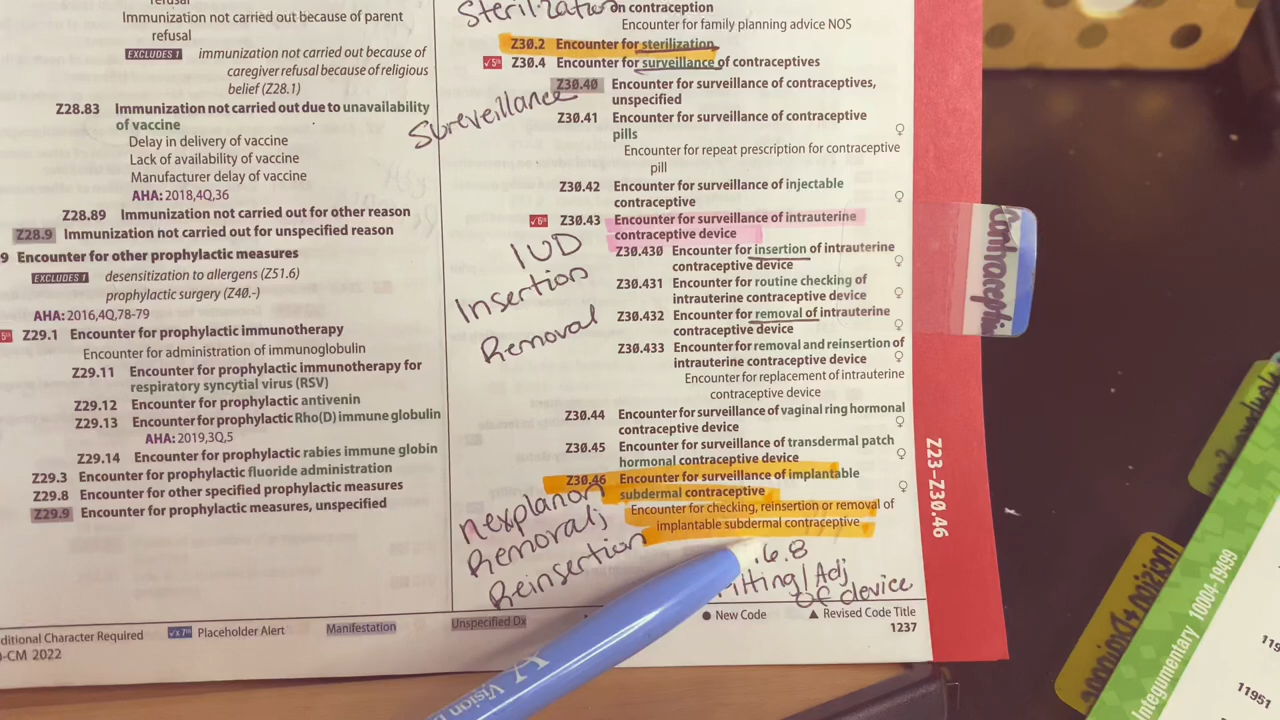 refusal
Immunization not carried out because of parent
refusal
EXCLUDES 1 immunization not carried out because of
caregiver refusal because of religious
belief (Z28.1)
Z28.83 Immunization not carried out due to unavailability
of vaccine
Delay in delivery of vaccine
Lack of availability of vaccine
Manufacturer delay of vaccine
AHA: 2018,4Q,36
Z28.89 Immunization not carried out for other reason
Z28.9 Immunization not carried out for unspecified reason
9 Encounter for other prophylactic measures
EXCLUDES 1 desensitization to allergens (Z51.6)
prophylactic surgery (Z40.-)
AHA: 2016,4Q,78-79
5th Z29.1 Encounter for prophylactic immunotherapy
Encounter for administration of immunoglobulin
Z29.11 Encounter for prophylactic immunotherapy for
respiratory syncytial virus (RSV)
Z29.12 Encounter for prophylactic antivenin
Z29.13 Encounter for prophylactic Rho(D) immune globulin
AHA: 2019,3Q,5
Z29.14 Encounter for prophylactic rabies immune globin
Z29.3 Encounter for prophylactic fluoride administration
Z29.8 Encounter for other specified prophylactic measures
Z29.9 Encounter for prophylactic measures, unspecified
Sterilization
on contraception
Encounter for family planning advice NOS
Z30.2 Encounter for sterilization
√5th Z30.4 Encounter for surveillance of contraceptives
Z30.40 Encounter for surveillance of contraceptives,
unspecified
Sureveillance
Z30.41 Encounter for surveillance of contraceptive
pills ♀
Encounter for repeat prescription for contraceptive
pill
Z30.42 Encounter for surveillance of injectable
contraceptive ♀
√6th Z30.43 Encounter for surveillance of intrauterine
contraceptive device
IUD
Insertion
Removal
Z30.430 Encounter for insertion of intrauterine
contraceptive device ♀
Z30.431 Encounter for routine checking of
intrauterine contraceptive device ♀
Z30.432 Encounter for removal of intrauterine
contraceptive device ♀
Z30.433 Encounter for removal and reinsertion of
intrauterine contraceptive device ♀
Encounter for replacement of intrauterine
contraceptive device
Z30.44 Encounter for surveillance of vaginal ring hormonal
contraceptive device ♀
Z30.45 Encounter for surveillance of transdermal patch
hormonal contraceptive device ♀
Z30.46 Encounter for surveillance of implantable
subdermal contraceptive ♀
Encounter for checking, reinsertion or removal of
implantable subdermal contraceptive
nexplanon
Removal;
Reinsertion
.6.8
itting/Adj
of device
ditional Character Required √x7th Placeholder Alert Manifestation Unspecified Dx ● New Code ▲ Revised Code Title
-CM 2022
1237
Z23–Z30.46
Contraceptiv
Vision
Integumentary 10004-19499
11951